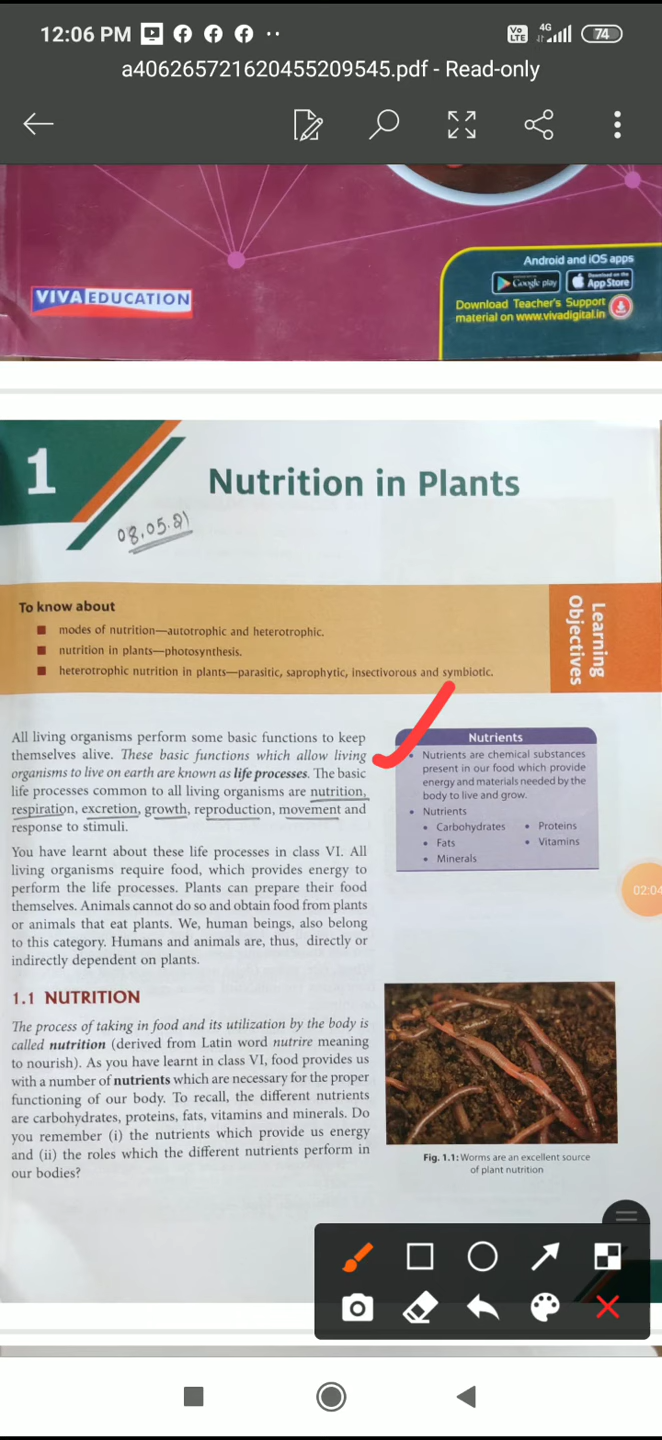 12:06 PM
Vo LTE 4G 74
a406265721620455209545.pdf - Read-only
VIVA EDUCATION
Android and iOS apps
Google play App Store
Download Teacher's Support
material on www.vivadigital.in
1
Nutrition in Plants
08.05.21
To know about
■ modes of nutrition—autotrophic and heterotrophic.
■ nutrition in plants—photosynthesis.
■ heterotrophic nutrition in plants—parasitic, saprophytic, insectivorous and symbiotic.
Learning
Objectives
All living organisms perform some basic functions to keep
themselves alive. These basic functions which allow living
organisms to live on earth are known as life processes. The basic
life processes common to all living organisms are nutrition,
respiration, excretion, growth, reproduction, movement and
response to stimuli.
You have learnt about these life processes in class VI. All
living organisms require food, which provides energy to
perform the life processes. Plants can prepare their food
themselves. Animals cannot do so and obtain food from plants
or animals that eat plants. We, human beings, also belong
to this category. Humans and animals are, thus, directly or
indirectly dependent on plants.
Nutrients
• Nutrients are chemical substances
present in our food which provide
energy and materials needed by the
body to live and grow.
• Nutrients
• Carbohydrates • Proteins
• Fats • Vitamins
• Minerals
02:04
1.1 NUTRITION
The process of taking in food and its utilization by the body is
called nutrition (derived from Latin word nutrire meaning
to nourish). As you have learnt in class VI, food provides us
with a number of nutrients which are necessary for the proper
functioning of our body. To recall, the different nutrients
are carbohydrates, proteins, fats, vitamins and minerals. Do
you remember (i) the nutrients which provide us energy
and (ii) the roles which the different nutrients perform in
our bodies?
Fig. 1.1: Worms are an excellent source
of plant nutrition